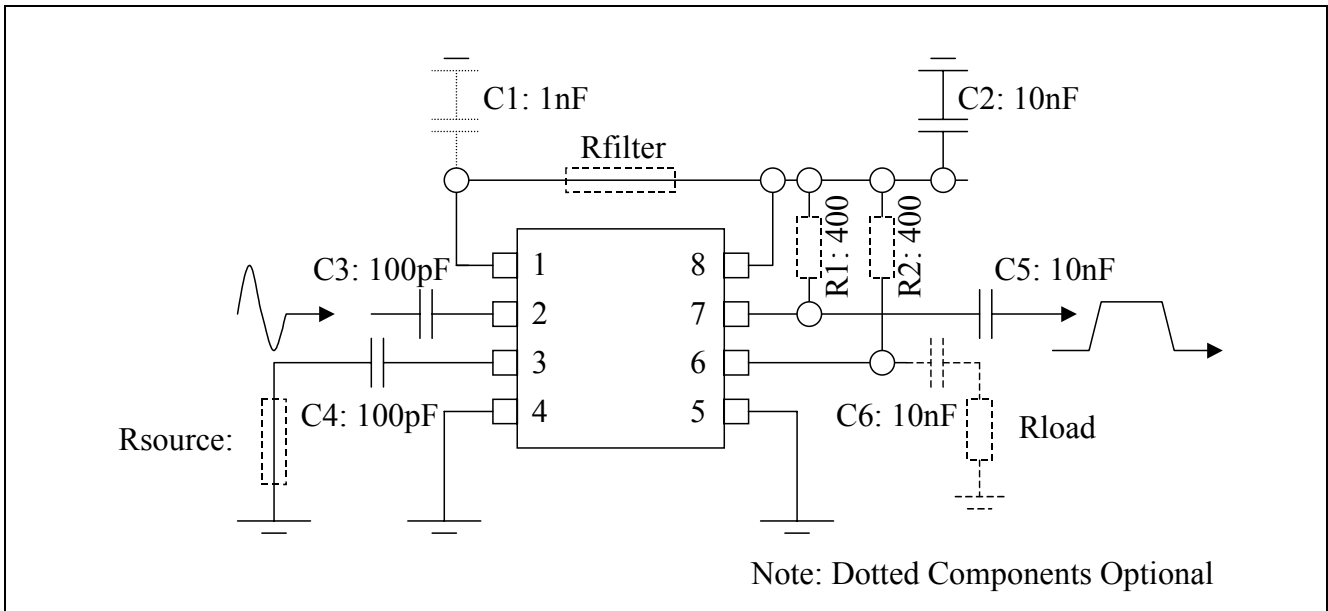 C1: 1nF
C2: 10nF
Rfilter
R1: 400
R2: 400
C3: 100pF
1
8
C5: 10nF
2
7
3
6
C4: 100pF
4
5
C6: 10nF
Rload
Rsource:
Note: Dotted Components Optional